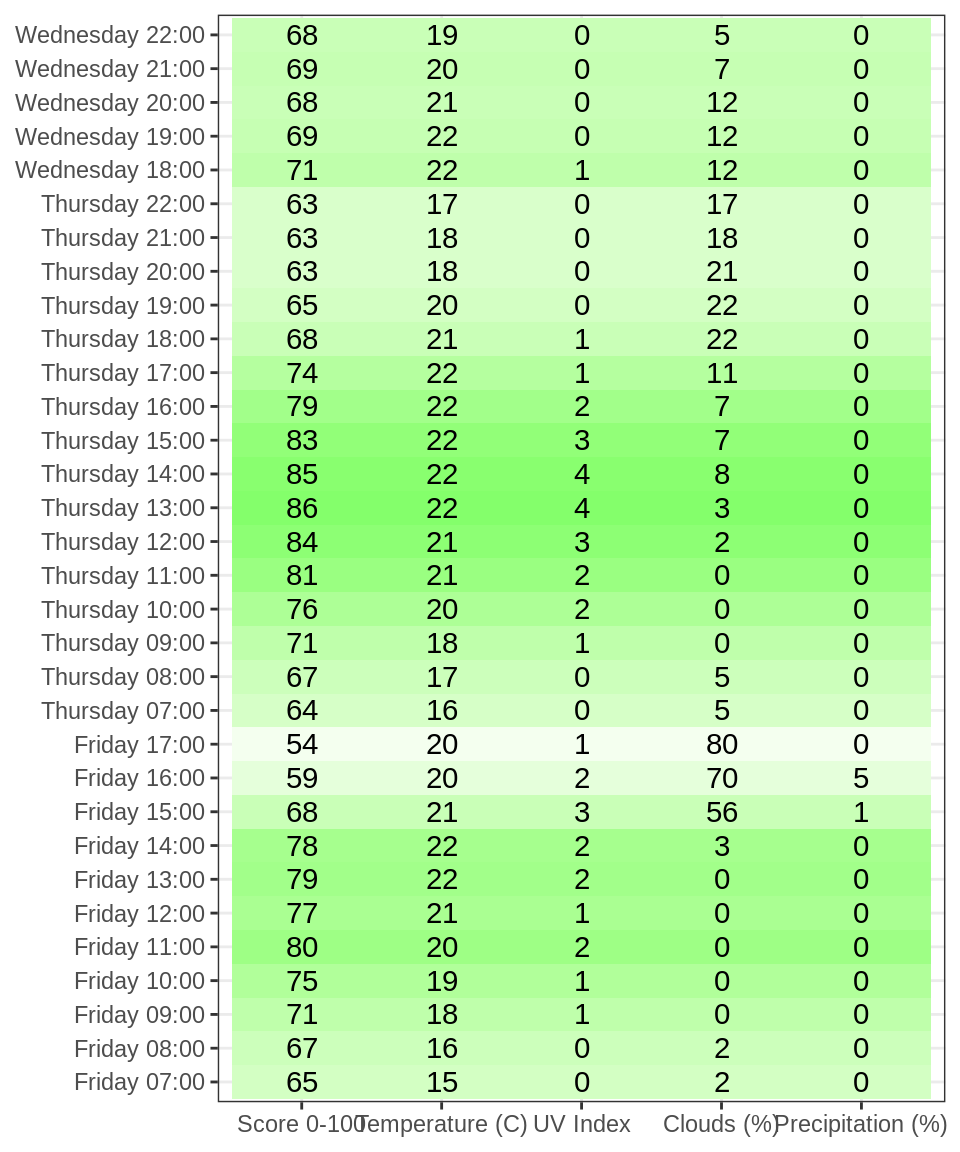 Wednesday 22:00 68 19 0 5 0
Wednesday 21:00 69 20 0 7 0
Wednesday 20:00 68 21 0 12 0
Wednesday 19:00 69 22 0 12 0
Wednesday 18:00 71 22 1 12 0
Thursday 22:00 63 17 0 17 0
Thursday 21:00 63 18 0 18 0
Thursday 20:00 63 18 0 21 0
Thursday 19:00 65 20 0 22 0
Thursday 18:00 68 21 1 22 0
Thursday 17:00 74 22 1 11 0
Thursday 16:00 79 22 2 7 0
Thursday 15:00 83 22 3 7 0
Thursday 14:00 85 22 4 8 0
Thursday 13:00 86 22 4 3 0
Thursday 12:00 84 21 3 2 0
Thursday 11:00 81 21 2 0 0
Thursday 10:00 76 20 2 0 0
Thursday 09:00 71 18 1 0 0
Thursday 08:00 67 17 0 5 0
Thursday 07:00 64 16 0 5 0
Friday 17:00 54 20 1 80 0
Friday 16:00 59 20 2 70 5
Friday 15:00 68 21 3 56 1
Friday 14:00 78 22 2 3 0
Friday 13:00 79 22 2 0 0
Friday 12:00 77 21 1 0 0
Friday 11:00 80 20 2 0 0
Friday 10:00 75 19 1 0 0
Friday 09:00 71 18 1 0 0
Friday 08:00 67 16 0 2 0
Friday 07:00 65 15 0 2 0
Score 0-100 Temperature (C) UV Index Clouds (%) Precipitation (%)